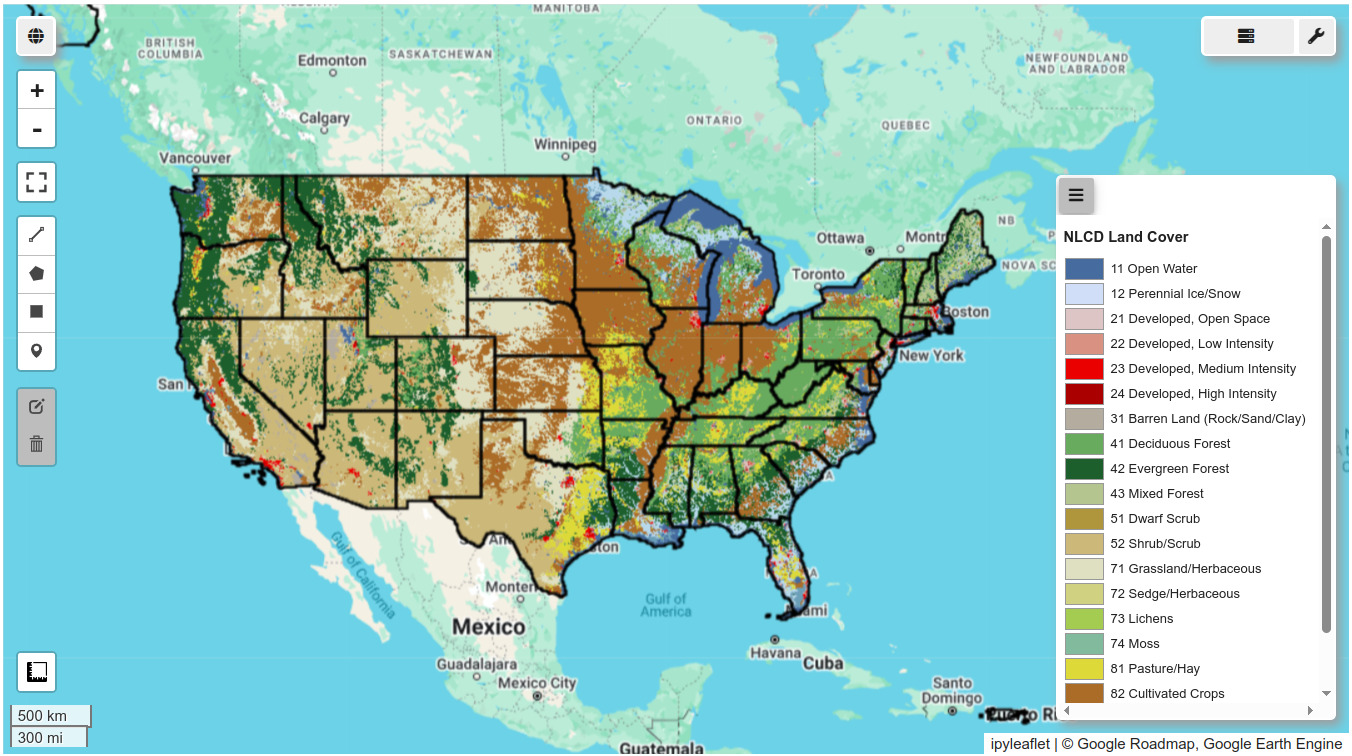 MANITOBA
BRITISH
COLUMBIA
Edmonton
SASKATCHEWAN
NEWFOUNDLAND
AND LABRADOR
+
-
Calgary
ONTARIO
QUEBEC
Vancouver
Winnipeg
Ottawa
Montr
NB
P
NOVA SC
Toronto
Boston
New York
San
Gulf of
California
ston
Monter
Gulf of
America
Mexico
ami
Havana
Cuba
Guadalajara
Mexico City
Santo
Domingo
Puerto Ri
Guatemala
500 km
300 mi
NLCD Land Cover
11 Open Water
12 Perennial Ice/Snow
21 Developed, Open Space
22 Developed, Low Intensity
23 Developed, Medium Intensity
24 Developed, High Intensity
31 Barren Land (Rock/Sand/Clay)
41 Deciduous Forest
42 Evergreen Forest
43 Mixed Forest
51 Dwarf Scrub
52 Shrub/Scrub
71 Grassland/Herbaceous
72 Sedge/Herbaceous
73 Lichens
74 Moss
81 Pasture/Hay
82 Cultivated Crops
ipyleaflet | © Google Roadmap, Google Earth Engine